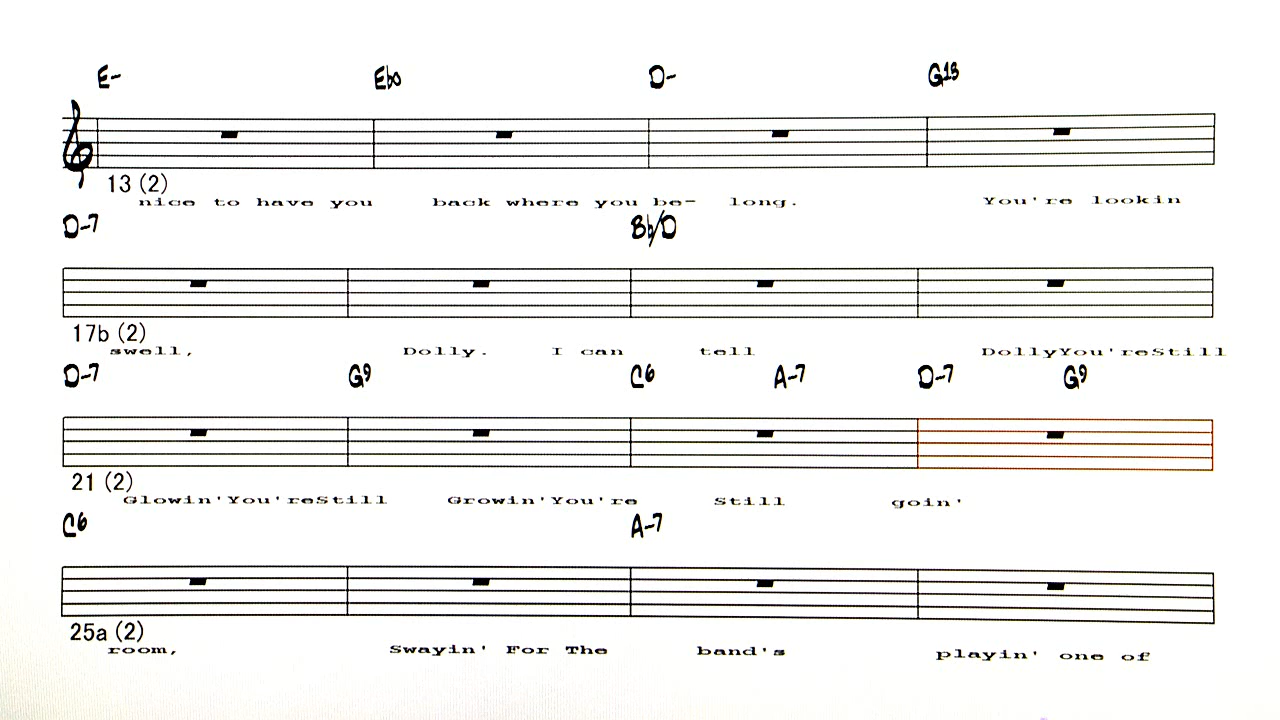 E- Ebo D- G13
13 (2)
nice to have you back where you be- long. You're lookin
D-7 Bb/D
17b (2)
swell, Dolly. I can tell DollyYou'reStill
D-7 G9 C6 A-7 D-7 G9
21 (2)
Glowin'You'reStill Growin'You're Still goin'
C6 A-7
25a (2)
room, Swayin' For The band's playin' one of